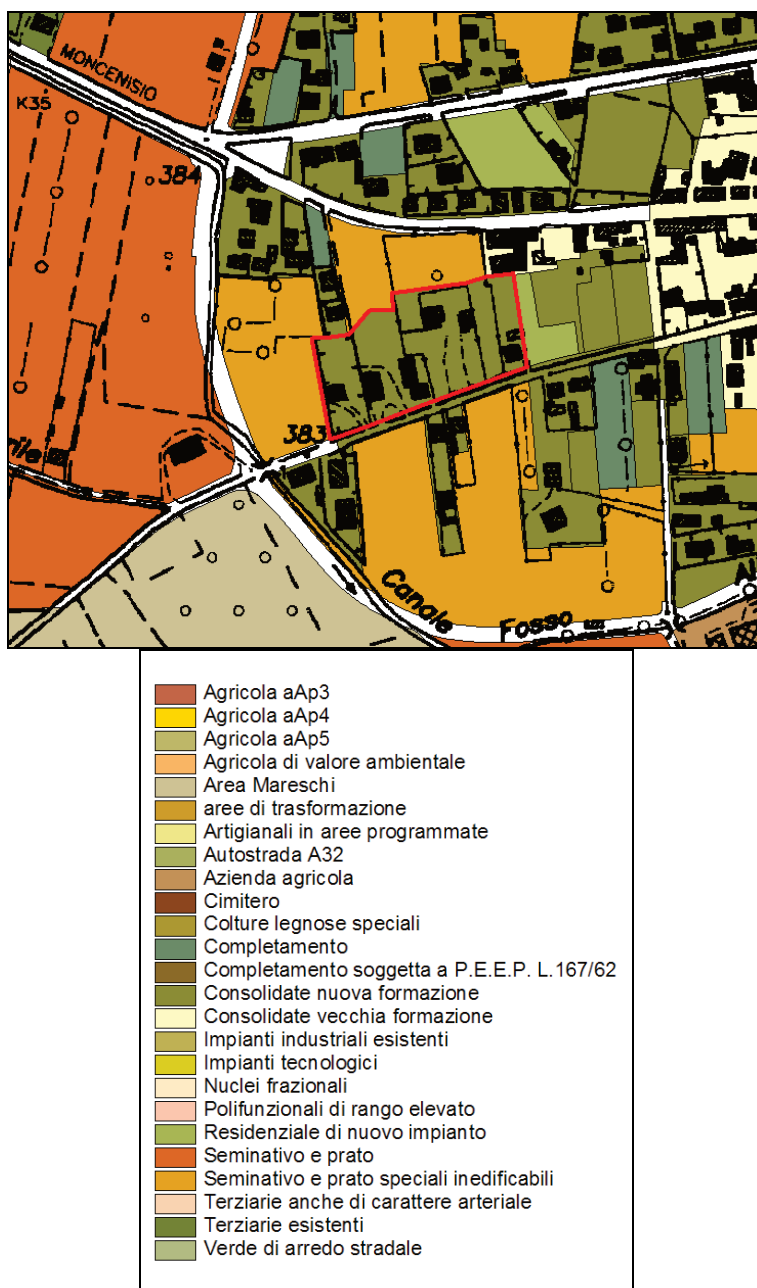 MONCENISIO
K35
384
383
Canale
Fosso
Agricola aAp3
Agricola aAp4
Agricola aAp5
Agricola di valore ambientale
Area Mareschi
aree di trasformazione
Artigianali in aree programmate
Autostrada A32
Azienda agricola
Cimitero
Colture legnose speciali
Completamento
Completamento soggetta a P.E.E.P. L.167/62
Consolidate nuova formazione
Consolidate vecchia formazione
Impianti industriali esistenti
Impianti tecnologici
Nuclei frazionali
Polifunzionali di rango elevato
Residenziale di nuovo impianto
Seminativo e prato
Seminativo e prato speciali inedificabili
Terziarie anche di carattere arteriale
Terziarie esistenti
Verde di arredo stradale